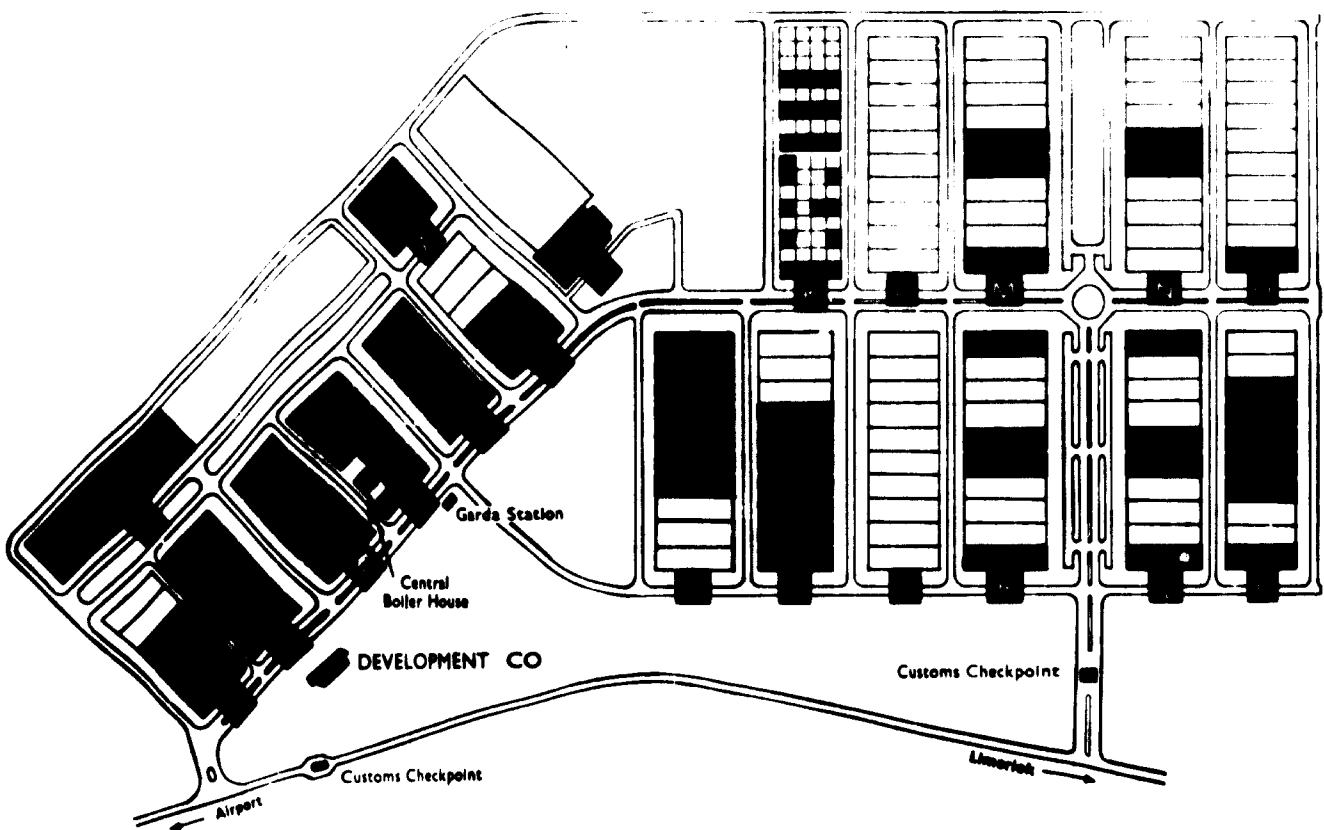 Garda Station
Central
Boiler House
DEVELOPMENT CO
Customs Checkpoint
Limerick
Customs Checkpoint
Airport